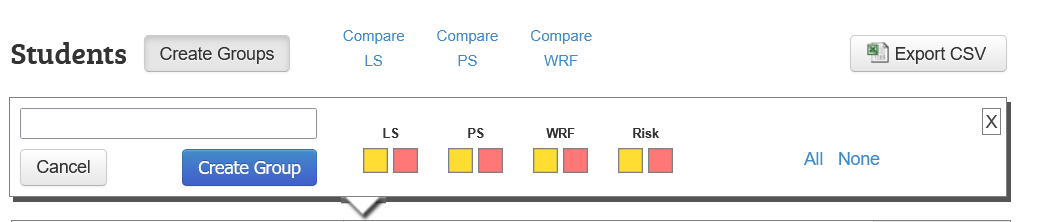 Students
Create Groups
Compare LS
Compare PS
Compare WRF
Export CSV
X
LS PS WRF Risk
All None
Cancel
Create Group